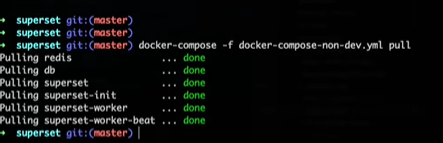 ➜ superset git:(master)
➜ superset git:(master)
➜ superset git:(master) docker-compose -f docker-compose-non-dev.yml pull
Pulling redis ... done
Pulling db ... done
Pulling superset ... done
Pulling superset-init ... done
Pulling superset-worker ... done
Pulling superset-worker-beat ... done
➜ superset git:(master)